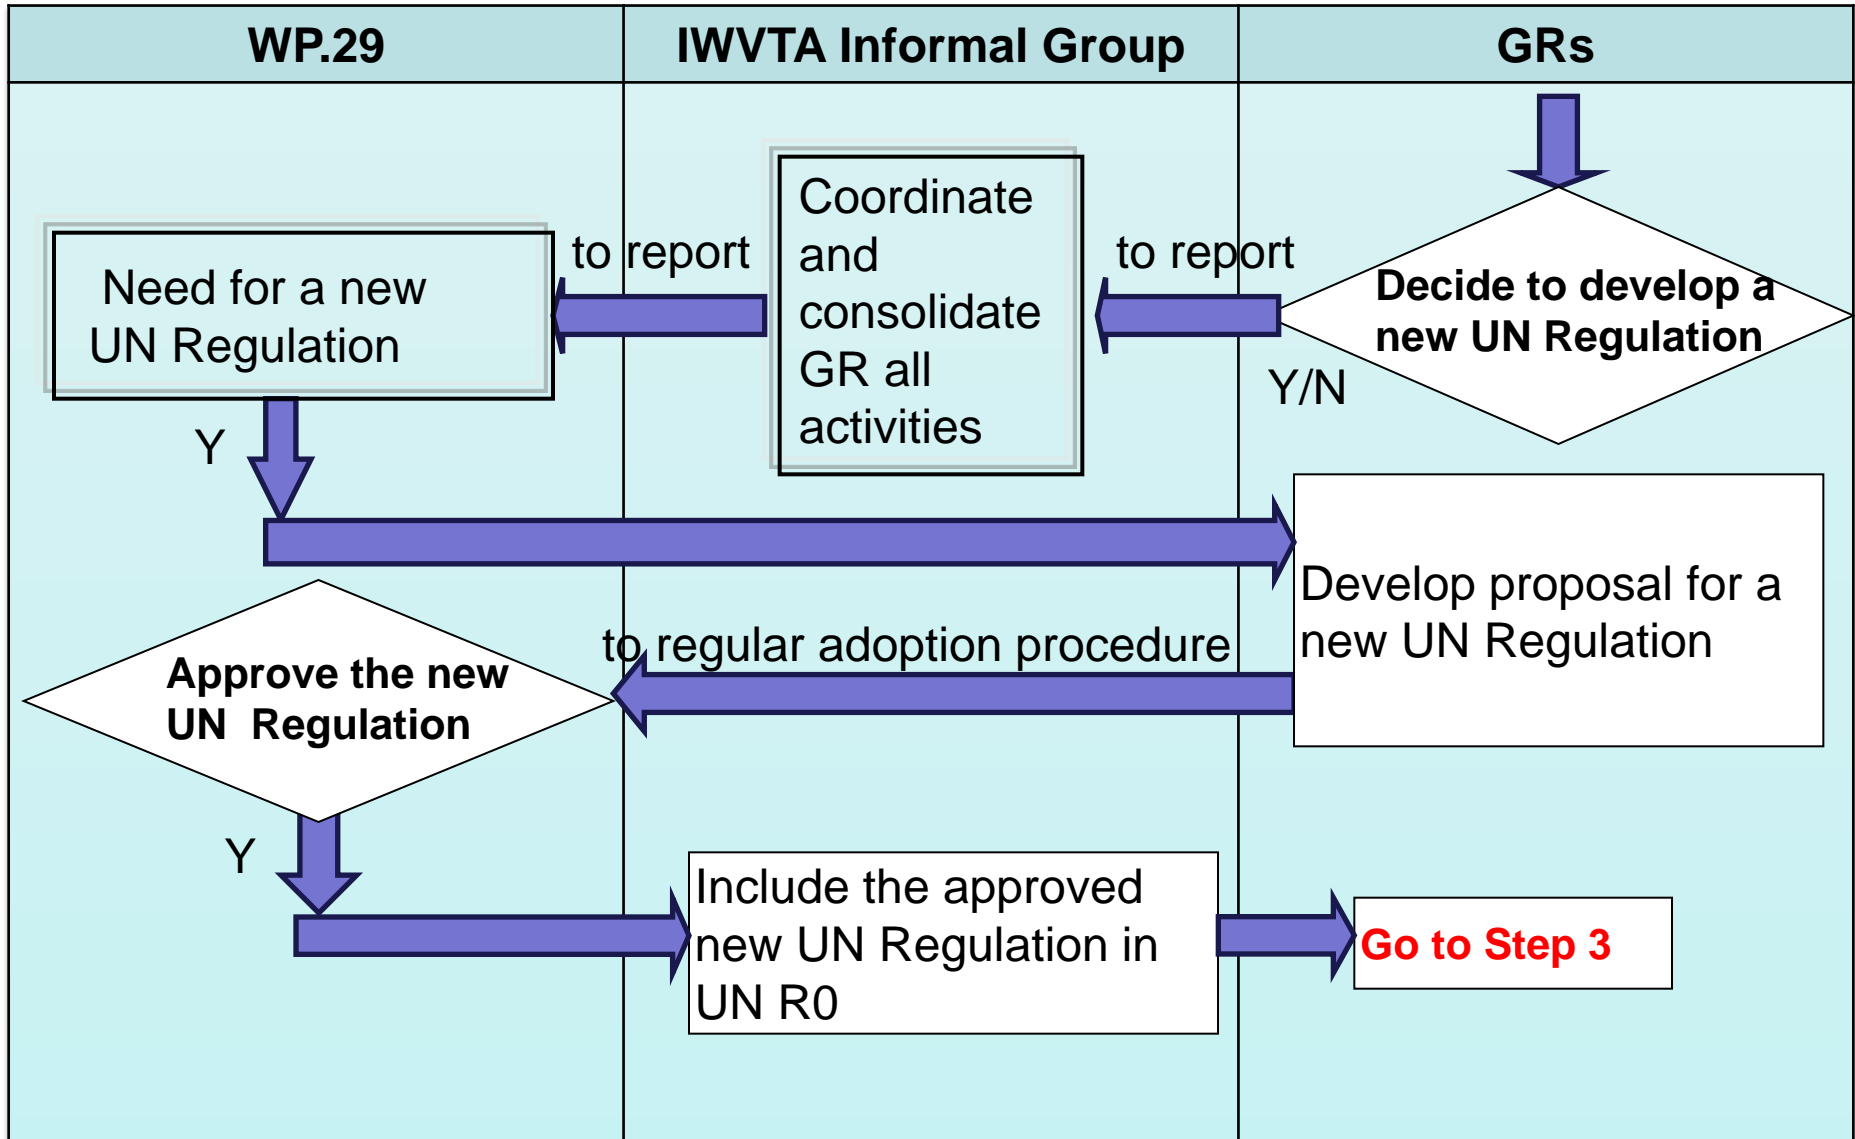 WP.29
IWVTA Informal Group
GRs
Decide to develop a
new UN Regulation
Y/N
to report
Coordinate
and
consolidate
GR all
activities
to report
Need for a new
UN Regulation
Y
Develop proposal for a
new UN Regulation
to regular adoption procedure
Approve the new
UN  Regulation
Y
Include the approved
new UN Regulation in
UN R0
Go to Step 3